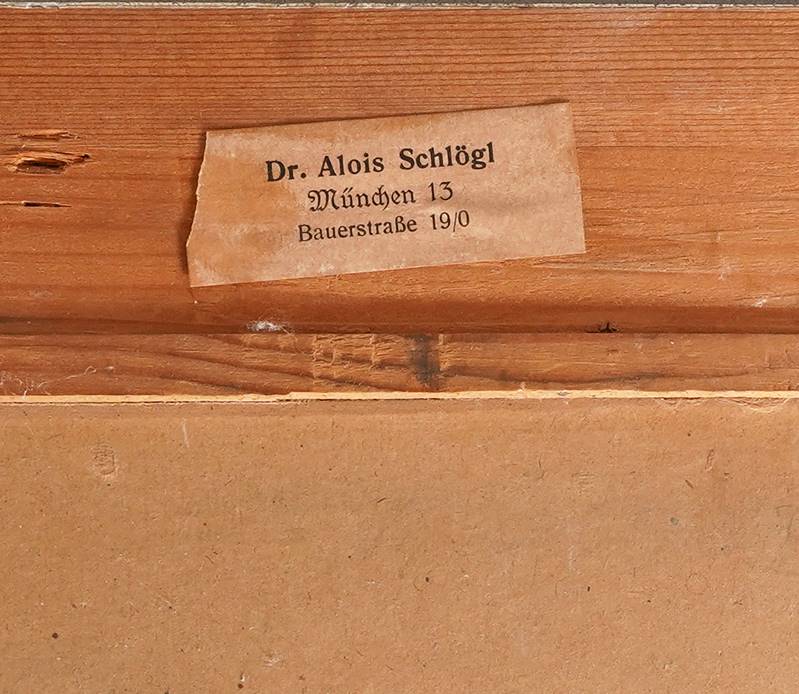 Dr. Alois Schlögl
München 13
Bauerstraße 19/0